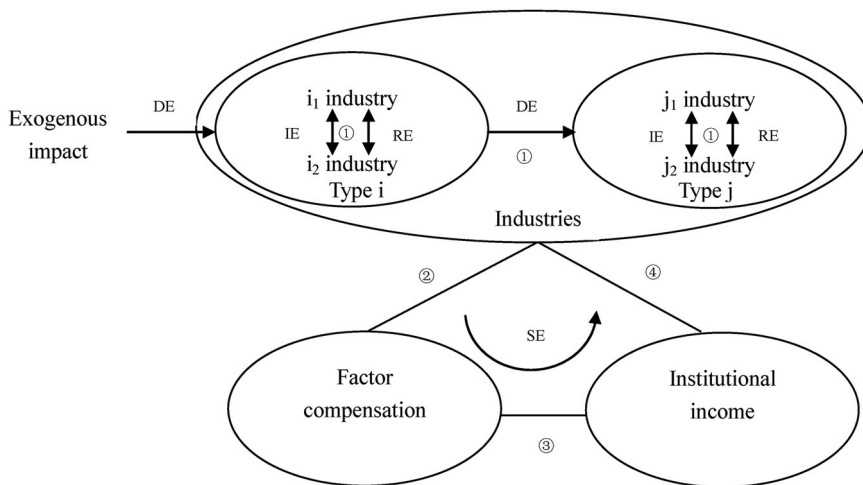 Exogenous
impact
DE
i₁ industry
IE ① RE
i₂ industry
Type i
DE
①
j₁ industry
IE ① RE
j₂ industry
Type j
Industries
②
④
SE
Factor
compensation
Institutional
income
③